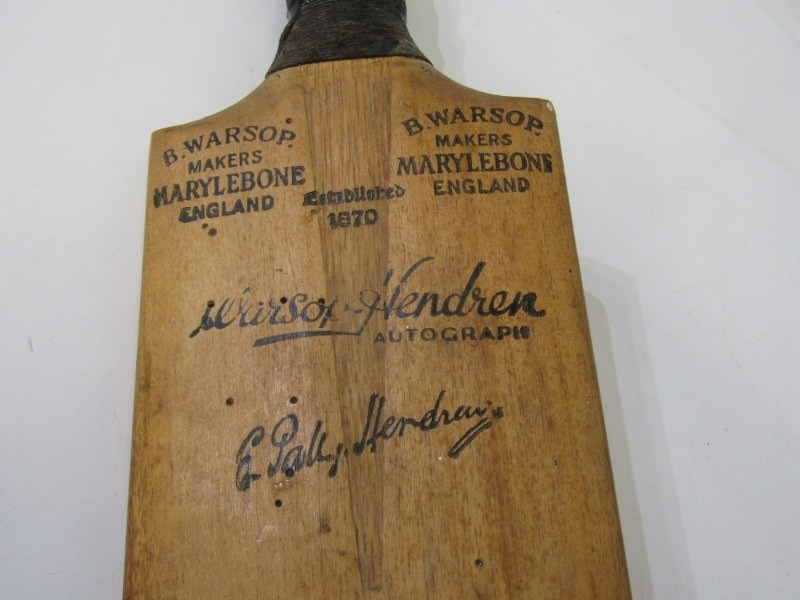 B. WARSOP.
MAKERS
MARYLEBONE
ENGLAND
Established
1870
B. WARSOP.
MAKERS
MARYLEBONE
ENGLAND
Warsop-Hendren
AUTOGRAPH
E. Patsy Hendren